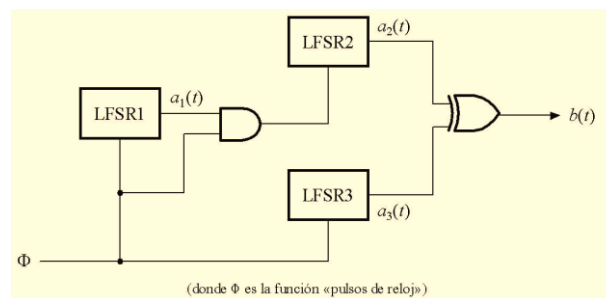 LFSR2
a₂(t)
LFSR1
a₁(t)
b(t)
LFSR3
a₃(t)
Φ
(donde Φ es la función «pulsos de reloj»)